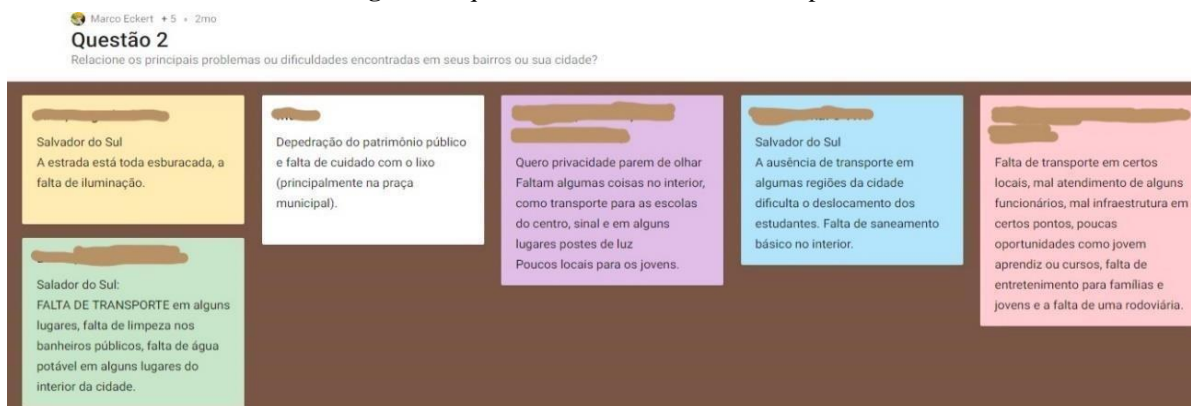 Marco Eckert + 5 • 2mo
Questão 2
Relacione os principais problemas ou dificuldades encontradas em seus bairros ou sua cidade?
Salvador do Sul
A estrada está toda esburacada, a
falta de iluminação.
Salador do Sul:
FALTA DE TRANSPORTE em alguns
lugares, falta de limpeza nos
banheiros públicos, falta de água
potável em alguns lugares do
interior da cidade.
Depedração do patrimônio público
e falta de cuidado com o lixo
(principalmente na praça
municipal).
Quero privacidade parem de olhar
Faltam algumas coisas no interior,
como transporte para as escolas
do centro, sinal e em alguns
lugares postes de luz
Poucos locais para os jovens.
Salvador do Sul
A ausência de transporte em
algumas regiões da cidade
dificulta o deslocamento dos
estudantes. Falta de saneamento
básico no interior.
Falta de transporte em certos
locais, mal atendimento de alguns
funcionários, mal infraestrutura em
certos pontos, poucas
oportunidades como jovem
aprendiz ou cursos, falta de
entretenimento para famílias e
jovens e a falta de uma rodoviária.